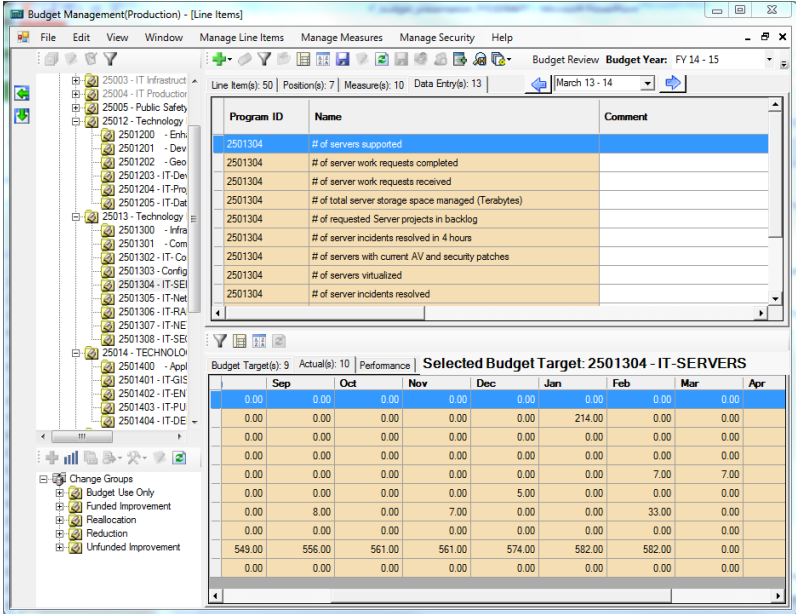 Budget Management(Production) - [Line Items]
File Edit View Window Manage Line Items Manage Measures Manage Security Help
Budget Review Budget Year: FY 14 - 15
25003 - IT Infrastruct
25004 - IT Production
25005 - Public Safety
25012 - Technology
2501200 - Enha
2501201 - Dev
2501202 - Geo
2501203 - IT-Dev
2501204 - IT-Proj
2501205 - IT-Dat
25013 - Technology
2501300 - Infra
2501301 - Com
2501302 - IT- Co
2501303 - Config
2501304 - IT-SEI
2501305 - IT-Net
2501306 - IT-RA
2501307 - IT-NE
2501308 - IT-SEC
25014 - TECHNOLO
2501400 - Appl
2501401 - IT-GIS
2501402 - IT-EN
2501403 - IT-PU
2501404 - IT-DE
Change Groups
Budget Use Only
Funded Improvement
Reallocation
Reduction
Unfunded Improvement
Line Item(s): 50 Position(s): 7 Measure(s): 10 Data Entry(s): 13 March 13 - 14
Program ID Name Comment
2501304 # of servers supported
2501304 # of server work requests completed
2501304 # of server work requests received
2501304 # of total server storage space managed (Terabytes)
2501304 # of requested Server projects in backlog
2501304 # of server incidents resolved in 4 hours
2501304 # of servers with current AV and security patches
2501304 # of servers virtualized
2501304 # of server incidents resolved
Budget Target(s): 9 Actual(s): 10 Performance Selected Budget Target: 2501304 - IT-SERVERS
Sep Oct Nov Dec Jan Feb Mar Apr
0.00 0.00 0.00 0.00 0.00 0.00 0.00 0.00
0.00 0.00 0.00 0.00 0.00 214.00 0.00 0.00
0.00 0.00 0.00 0.00 0.00 0.00 0.00 0.00
0.00 0.00 0.00 0.00 0.00 0.00 0.00 0.00
0.00 0.00 0.00 0.00 0.00 0.00 7.00 7.00
0.00 0.00 0.00 0.00 5.00 0.00 0.00 0.00
0.00 8.00 0.00 7.00 0.00 0.00 33.00 0.00
0.00 0.00 0.00 0.00 0.00 0.00 0.00 0.00
549.00 556.00 561.00 561.00 574.00 582.00 582.00 0.00
0.00 0.00 0.00 0.00 0.00 0.00 0.00 0.00